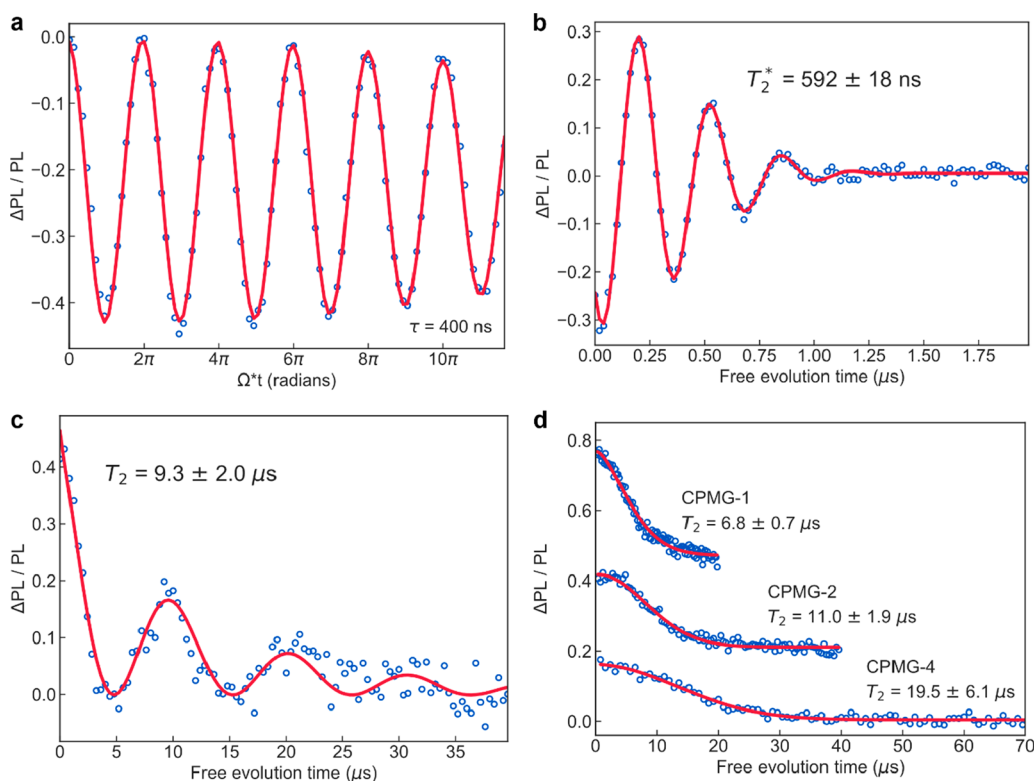 a
0.0
−0.1
−0.2
−0.3
−0.4
ΔPL / PL
τ = 400 ns
0
2π
4π
6π
8π
10π
Ω*t (radians)
b
0.3
0.2
0.1
0.0
−0.1
−0.2
−0.3
ΔPL / PL
T₂* = 592 ± 18 ns
0.00
0.25
0.50
0.75
1.00
1.25
1.50
1.75
Free evolution time (μs)
c
0.4
0.3
0.2
0.1
0.0
ΔPL / PL
T₂ = 9.3 ± 2.0 μs
0
5
10
15
20
25
30
35
Free evolution time (μs)
d
0.8
0.6
0.4
0.2
0.0
ΔPL / PL
CPMG-1
T₂ = 6.8 ± 0.7 μs
CPMG-2
T₂ = 11.0 ± 1.9 μs
CPMG-4
T₂ = 19.5 ± 6.1 μs
0
10
20
30
40
50
60
70
Free evolution time (μs)